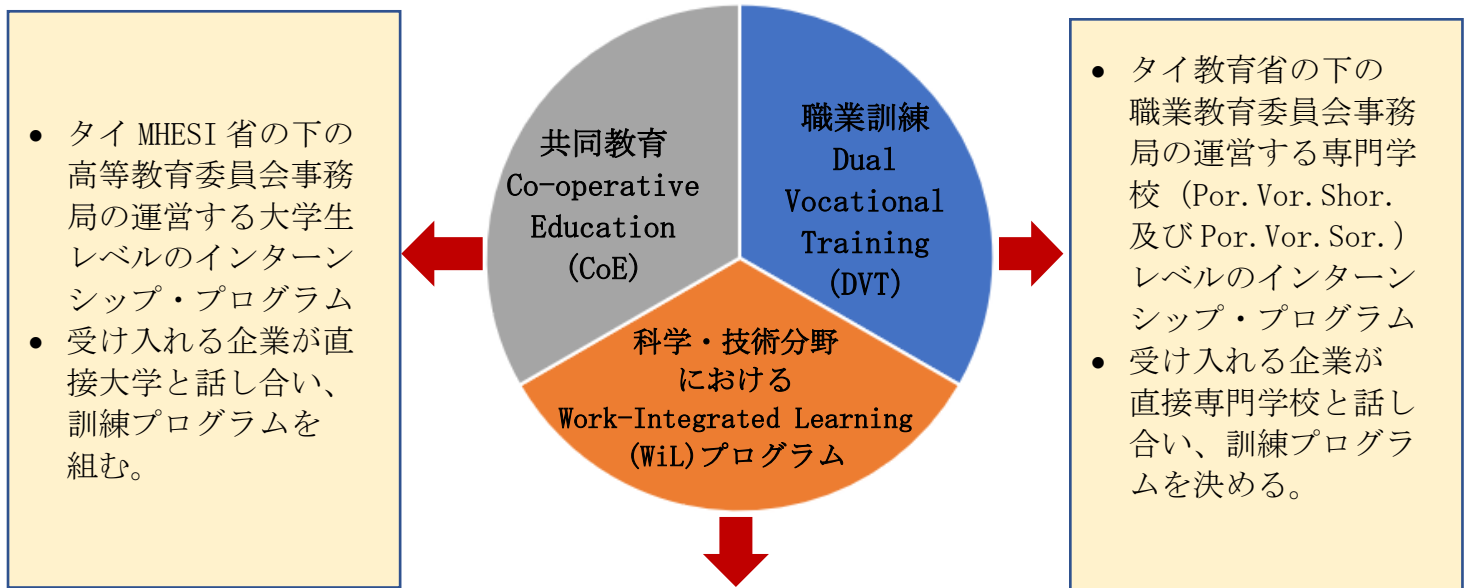 • タイ MHESI 省の下の
高等教育委員会事務
局の運営する大学生
レベルのインターン
シップ・プログラム
• 受け入れる企業が直
接大学と話し合い、
訓練プログラムを
組む。
共同教育
Co-operative
Education
(CoE)
職業訓練
Dual
Vocational
Training
(DVT)
科学・技術分野
における
Work-Integrated Learning
(WiL)プログラム
• タイ教育省の下の
職業教育委員会事務
局の運営する専門学
校（Por.Vor.Shor.
及び Por.Vor.Sor.）
レベルのインターン
シップ・プログラム
• 受け入れる企業が
直接専門学校と話し
合い、訓練プログラ
ムを決める。